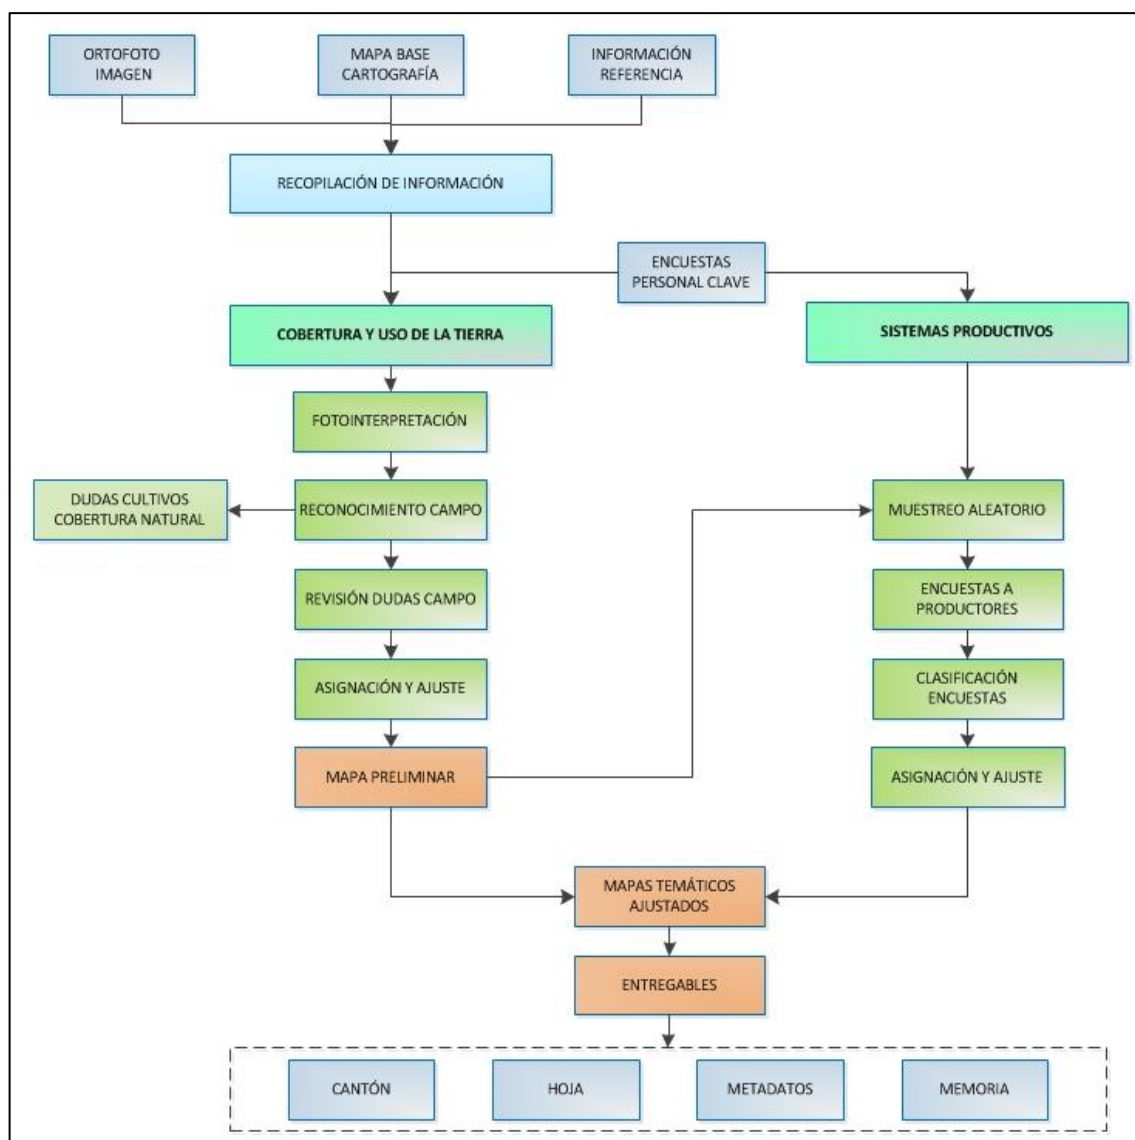 ORTOFOTO
IMAGEN
MAPA BASE
CARTOGRAFÍA
INFORMACIÓN
REFERENCIA
RECOPILACIÓN DE INFORMACIÓN
ENCUESTAS
PERSONAL CLAVE
COBERTURA Y USO DE LA TIERRA
SISTEMAS PRODUCTIVOS
FOTOINTERPRETACIÓN
DUDAS CULTIVOS
COBERTURA NATURAL
RECONOCIMIENTO CAMPO
MUESTREO ALEATORIO
REVISIÓN DUDAS CAMPO
ENCUESTAS A
PRODUCTORES
ASIGNACIÓN Y AJUSTE
CLASIFICACIÓN
ENCUESTAS
MAPA PRELIMINAR
ASIGNACIÓN Y AJUSTE
MAPAS TEMÁTICOS
AJUSTADOS
ENTREGABLES
CANTÓN
HOJA
METADATOS
MEMORIA